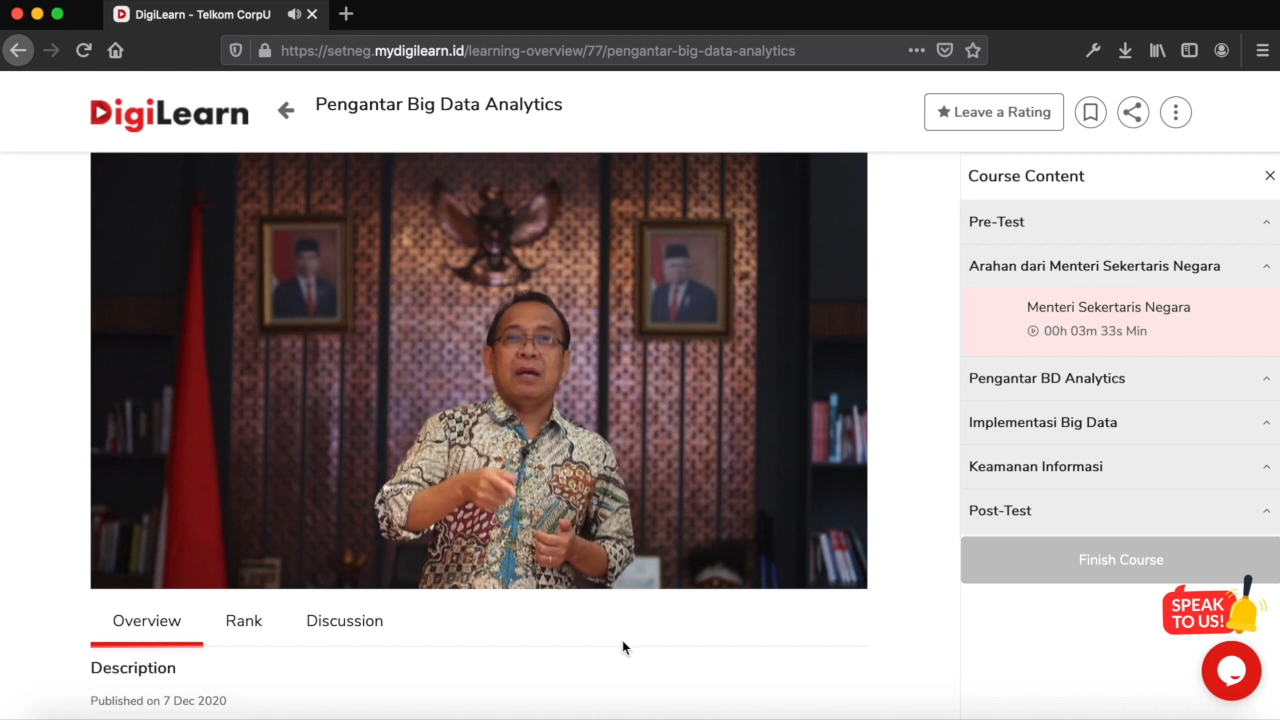 DigiLearn - Telkom CorpU
https://setneg.mydigilearn.id/learning-overview/77/pengantar-big-data-analytics
DigiLearn
Pengantar Big Data Analytics
Leave a Rating
Course Content
Pre-Test
Arahan dari Menteri Sekertaris Negara
Menteri Sekertaris Negara
00h 03m 33s Min
Pengantar BD Analytics
Implementasi Big Data
Keamanan Informasi
Post-Test
Finish Course
SPEAK
TO US!
Overview
Rank
Discussion
Description
Published on 7 Dec 2020